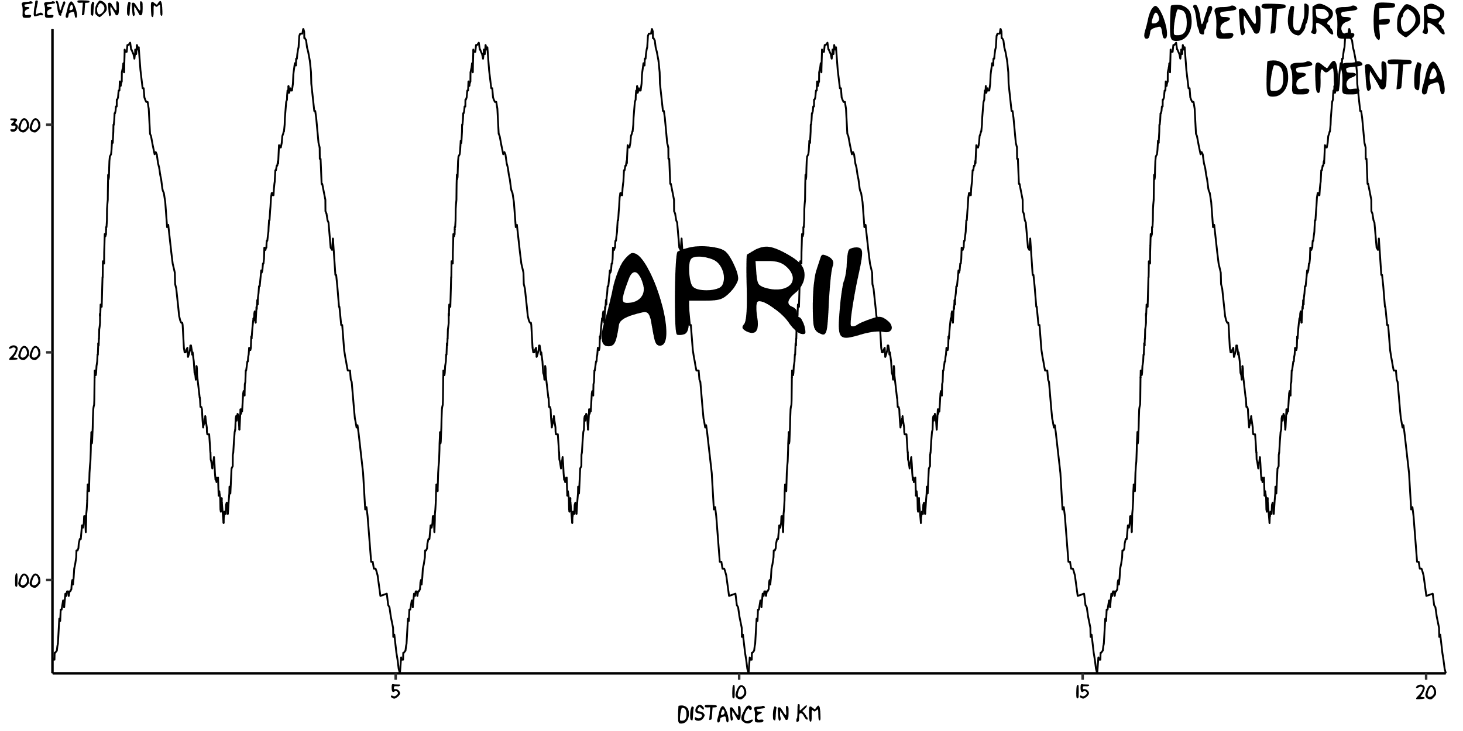 ELEVATION IN M
ADVENTURE FOR
DEMENTIA
300
APRIL
200
100
5
10
15
20
DISTANCE IN KM